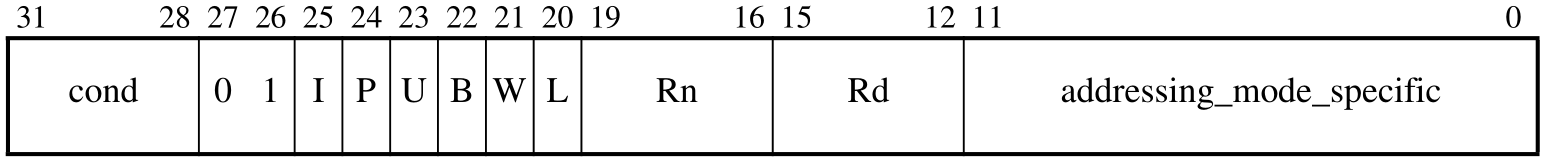 31 28 27 26 25 24 23 22 21 20 19 16 15 12 11 0
cond 0 1 I P U B W L Rn Rd addressing_mode_specific